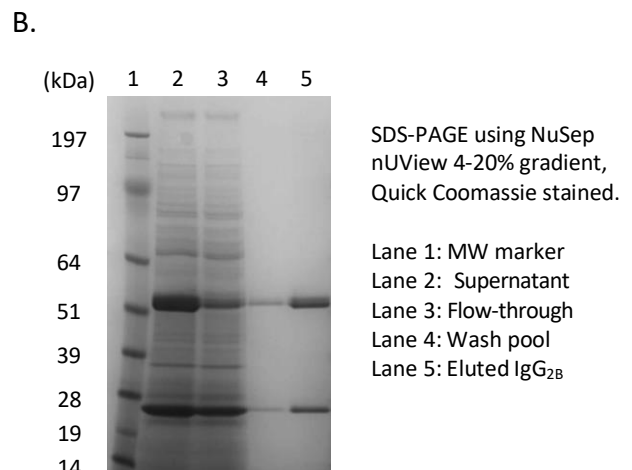 B.
(kDa) 1 2 3 4 5
197
97
64
51
39
28
19
14
SDS-PAGE using NuSep
nUView 4-20% gradient,
Quick Coomassie stained.
Lane 1: MW marker
Lane 2: Supernatant
Lane 3: Flow-through
Lane 4: Wash pool
Lane 5: Eluted IgG2B